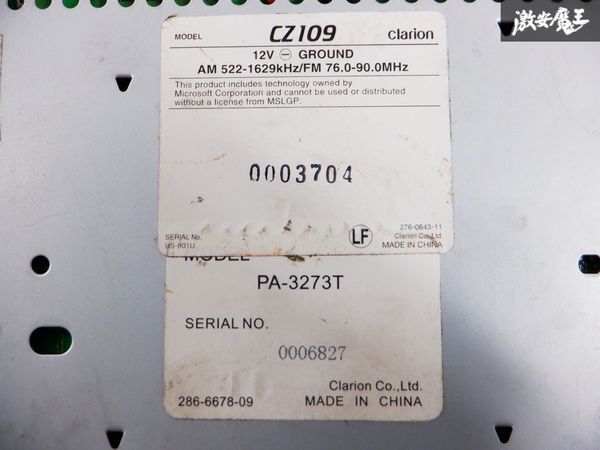 激安魔王
MODEL CZ109 clarion
12V ⊖ GROUND
AM 522-1629kHz/FM 76.0-90.0MHz
This product includes technology owned by
Microsoft Corporation and cannot be used or distributed
without a license from MSLGP.
0003704
SERIAL No.
US-801U
LF
276-0643-11
Clarion Co., Ltd.
MADE IN CHINA
MODEL
PA-3273T
SERIAL NO.
0006827
Clarion Co.,Ltd.
286-6678-09 MADE IN CHINA